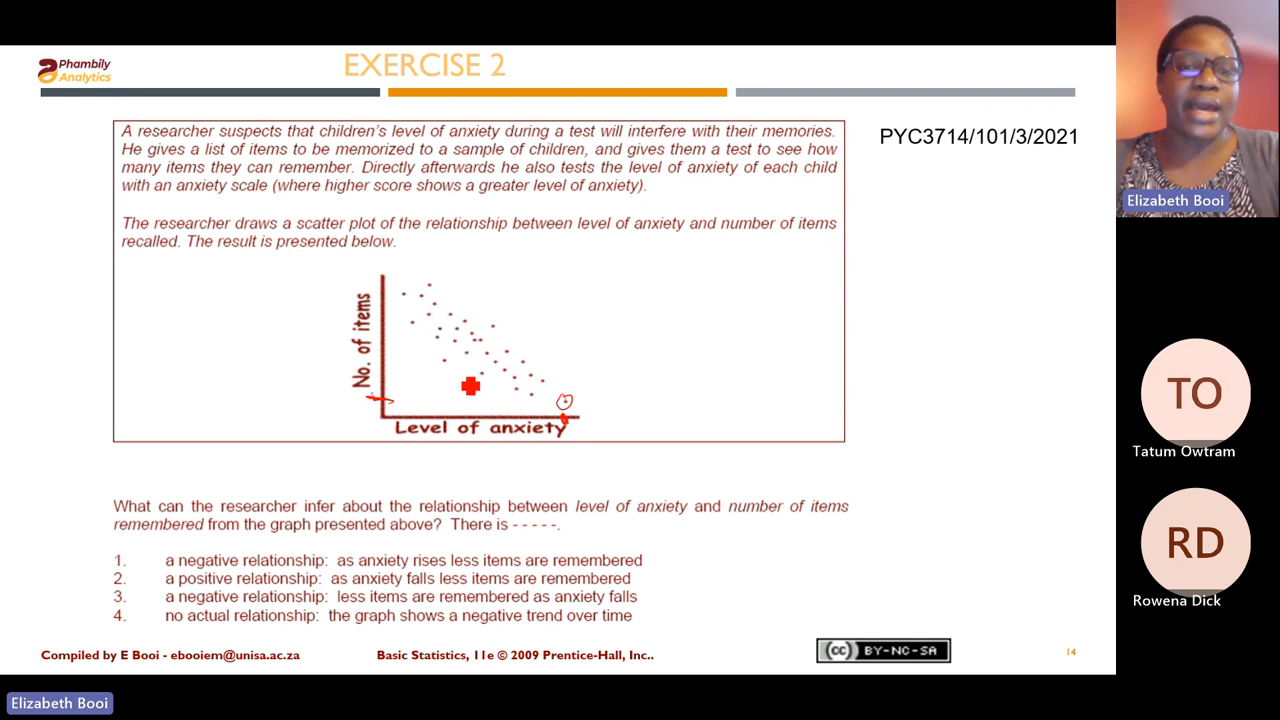 Phambily
Analytics
EXERCISE 2
A researcher suspects that children's level of anxiety during a test will interfere with their memories.
He gives a list of items to be memorized to a sample of children, and gives them a test to see how
many items they can remember. Directly afterwards he also tests the level of anxiety of each child
with an anxiety scale (where higher score shows a greater level of anxiety).
The researcher draws a scatter plot of the relationship between level of anxiety and number of items
recalled. The result is presented below.
No. of items
Level of anxiety
PYC3714/101/3/2021
What can the researcher infer about the relationship between level of anxiety and number of items
remembered from the graph presented above? There is - - - - -.
1. a negative relationship: as anxiety rises less items are remembered
2. a positive relationship: as anxiety falls less items are remembered
3. a negative relationship: less items are remembered as anxiety falls
4. no actual relationship: the graph shows a negative trend over time
Compiled by E Booi - ebooiem@unisa.ac.za
Basic Statistics, 11e © 2009 Prentice-Hall, Inc..
cc BY-NC-SA
14
Elizabeth Booi
TO
Tatum Owtram
RD
Rowena Dick
Elizabeth Booi